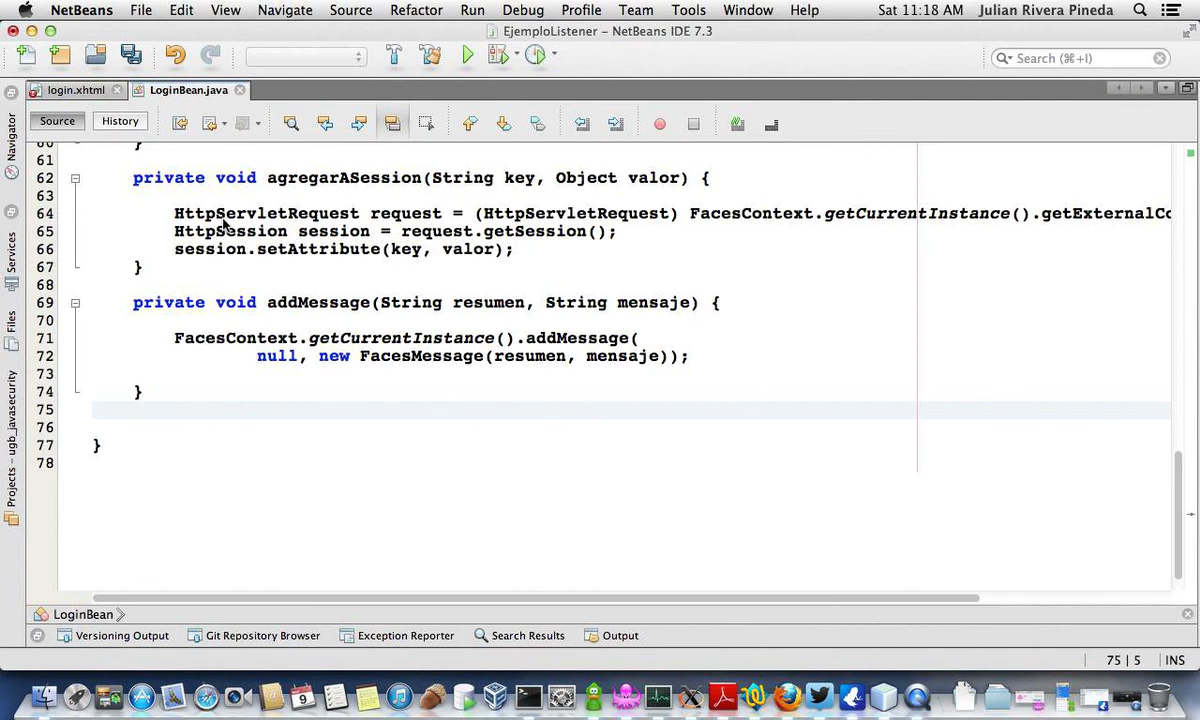 NetBeans File Edit View Navigate Source Refactor Run Debug Profile Team Tools Window Help Sat 11:18 AM Julian Rivera Pineda
EjemploListener – NetBeans IDE 7.3
Search (⌘+I)
login.xhtml LoginBean.java
Source History
Navigator
Services
Files
Projects - ugb_javasecurity
60 }
61
62 private void agregarASession(String key, Object valor) {
63
64 HttpServletRequest request = (HttpServletRequest) FacesContext.getCurrentInstance().getExternalCo
65 HttpSession session = request.getSession();
66 session.setAttribute(key, valor);
67 }
68
69 private void addMessage(String resumen, String mensaje) {
70
71 FacesContext.getCurrentInstance().addMessage(
72 null, new FacesMessage(resumen, mensaje));
73
74 }
75
76
77 }
78
LoginBean
Versioning Output Git Repository Browser Exception Reporter Search Results Output
75 | 5 INS